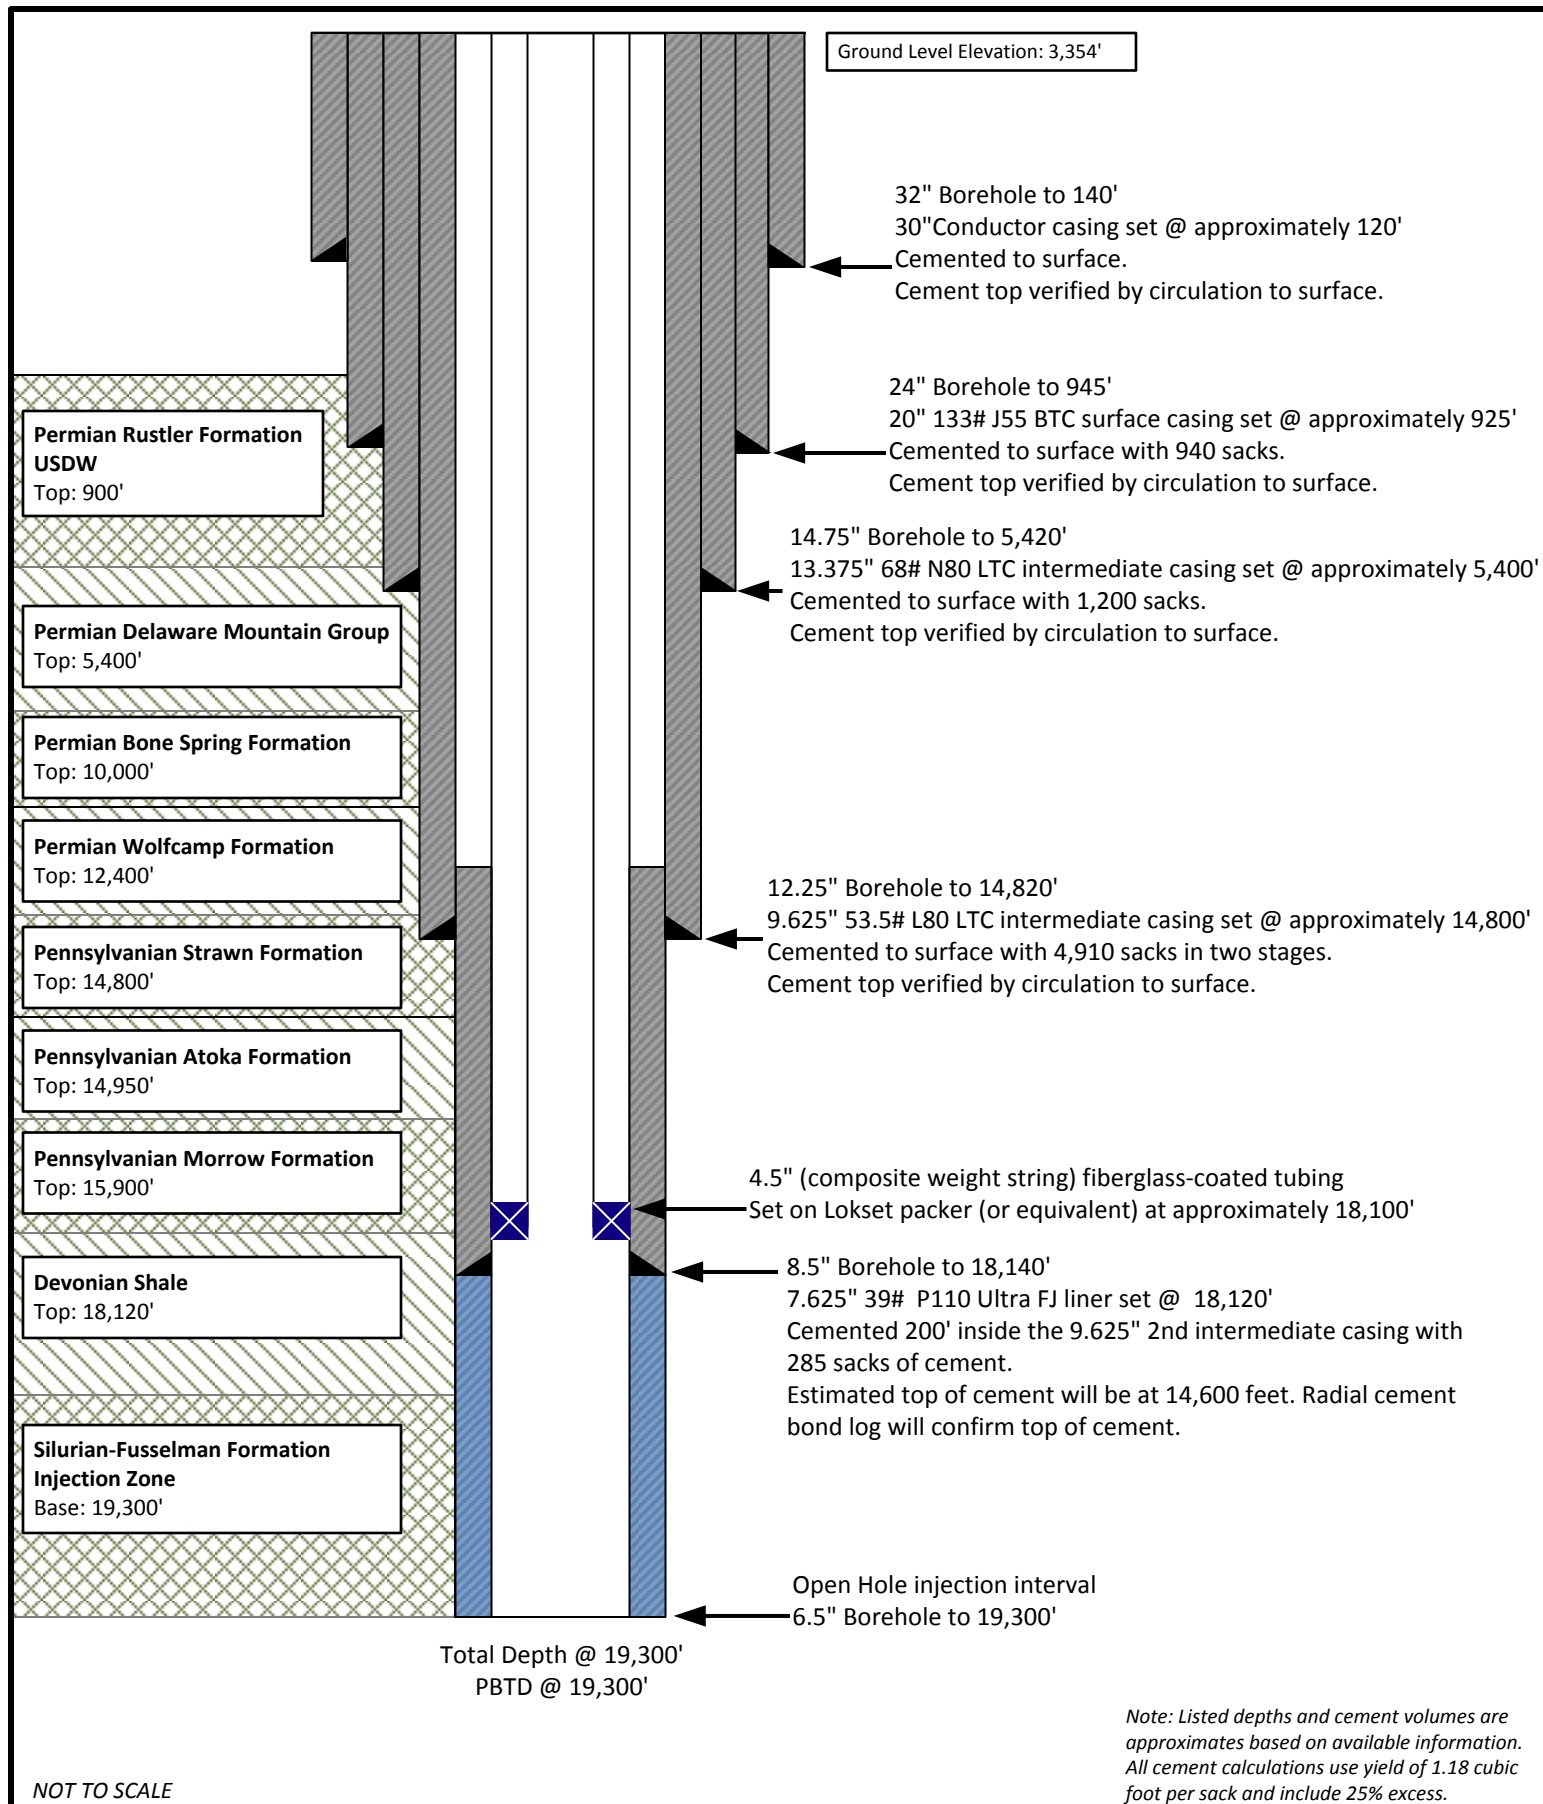 Ground Level Elevation: 3,354'
32" Borehole to 140'
30"Conductor casing set @ approximately 120'
Cemented to surface.
Cement top verified by circulation to surface.
24" Borehole to 945'
20" 133# J55 BTC surface casing set @ approximately 925'
Cemented to surface with 940 sacks.
Cement top verified by circulation to surface.
Permian Rustler Formation
USDW
Top: 900'
14.75" Borehole to 5,420'
13.375" 68# N80 LTC intermediate casing set @ approximately 5,400'
Cemented to surface with 1,200 sacks.
Cement top verified by circulation to surface.
Permian Delaware Mountain Group
Top: 5,400'
Permian Bone Spring Formation
Top: 10,000'
Permian Wolfcamp Formation
Top: 12,400'
12.25" Borehole to 14,820'
9.625" 53.5# L80 LTC intermediate casing set @ approximately 14,800'
Cemented to surface with 4,910 sacks in two stages.
Cement top verified by circulation to surface.
Pennsylvanian Strawn Formation
Top: 14,800'
Pennsylvanian Atoka Formation
Top: 14,950'
Pennsylvanian Morrow Formation
Top: 15,900'
4.5" (composite weight string) fiberglass-coated tubing
Set on Lokset packer (or equivalent) at approximately 18,100'
Devonian Shale
Top: 18,120'
8.5" Borehole to 18,140'
7.625" 39#  P110 Ultra FJ liner set @  18,120'
Cemented 200' inside the 9.625" 2nd intermediate casing with
285 sacks of cement.
Estimated top of cement will be at 14,600 feet. Radial cement
bond log will confirm top of cement.
Silurian-Fusselman Formation
Injection Zone
Base: 19,300'
Open Hole injection interval
6.5" Borehole to 19,300'
Total Depth @ 19,300'
PBTD @ 19,300'
Note: Listed depths and cement volumes are
approximates based on available information.
All cement calculations use yield of 1.18 cubic
foot per sack and include 25% excess.
NOT TO SCALE